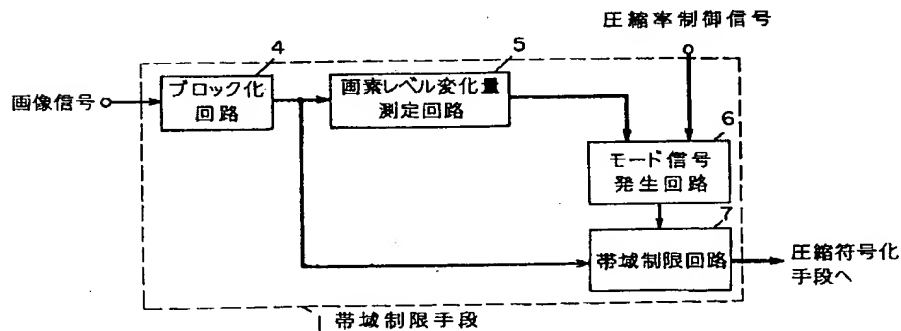 圧縮率制御信号
4
5
画像信号
ブロック化
回路
画素レベル変化量
測定回路
6
モード信号
発生回路
7
帯域制限回路
圧縮符号化
手段へ
1
帯域制限手段